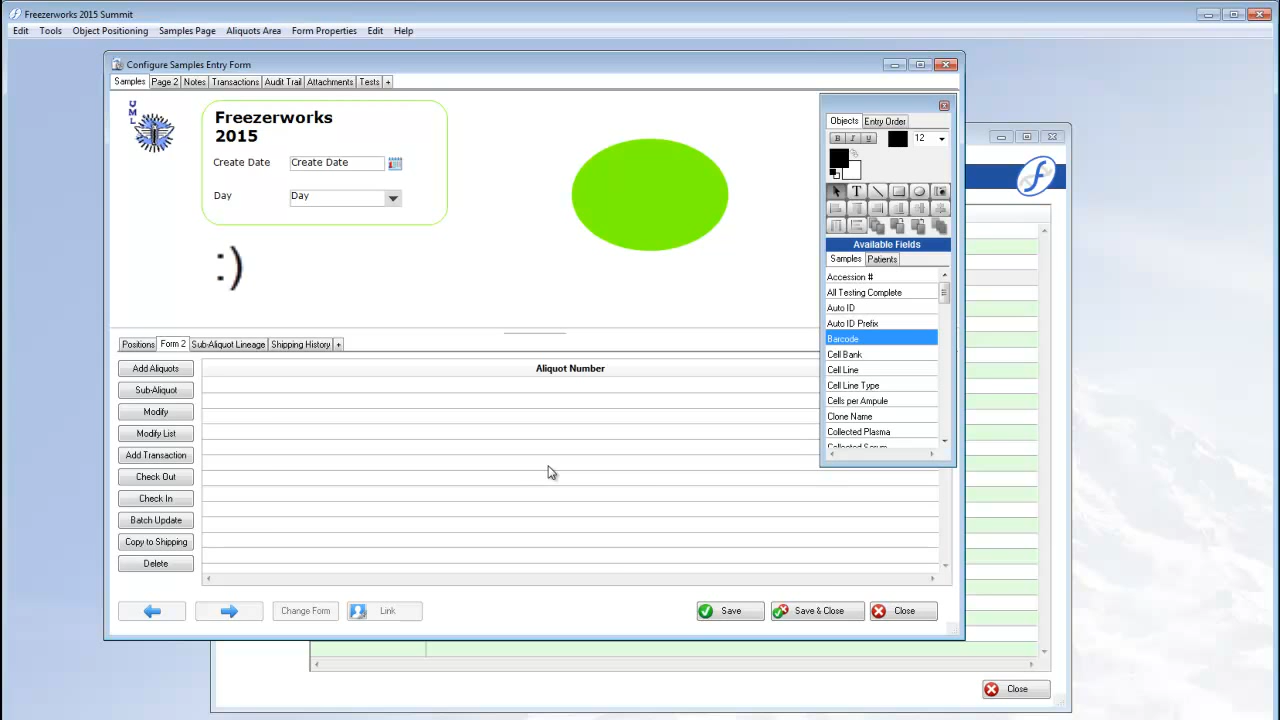 Freezerworks 2015 Summit
Edit Tools Object Positioning Samples Page Aliquots Area Form Properties Edit Help
Configure Samples Entry Form
Samples Page 2 Notes Transactions Audit Trail Attachments Tests +
UML
Freezerworks
2015
Create Date Create Date
Day Day
:)
Objects Entry Order
B I U 12
T
Available Fields
Samples Patients
Accession #
All Testing Complete
Auto ID
Auto ID Prefix
Barcode
Cell Bank
Cell Line
Cell Line Type
Cells per Ampule
Clone Name
Collected Plasma
Collected Serum
Positions Form 2 Sub-Aliquot Lineage Shipping History +
Aliquot Number
Add Aliquots
Sub-Aliquot
Modify
Modify List
Add Transaction
Check Out
Check In
Batch Update
Copy to Shipping
Delete
Change Form Link Save Save & Close Close
Close